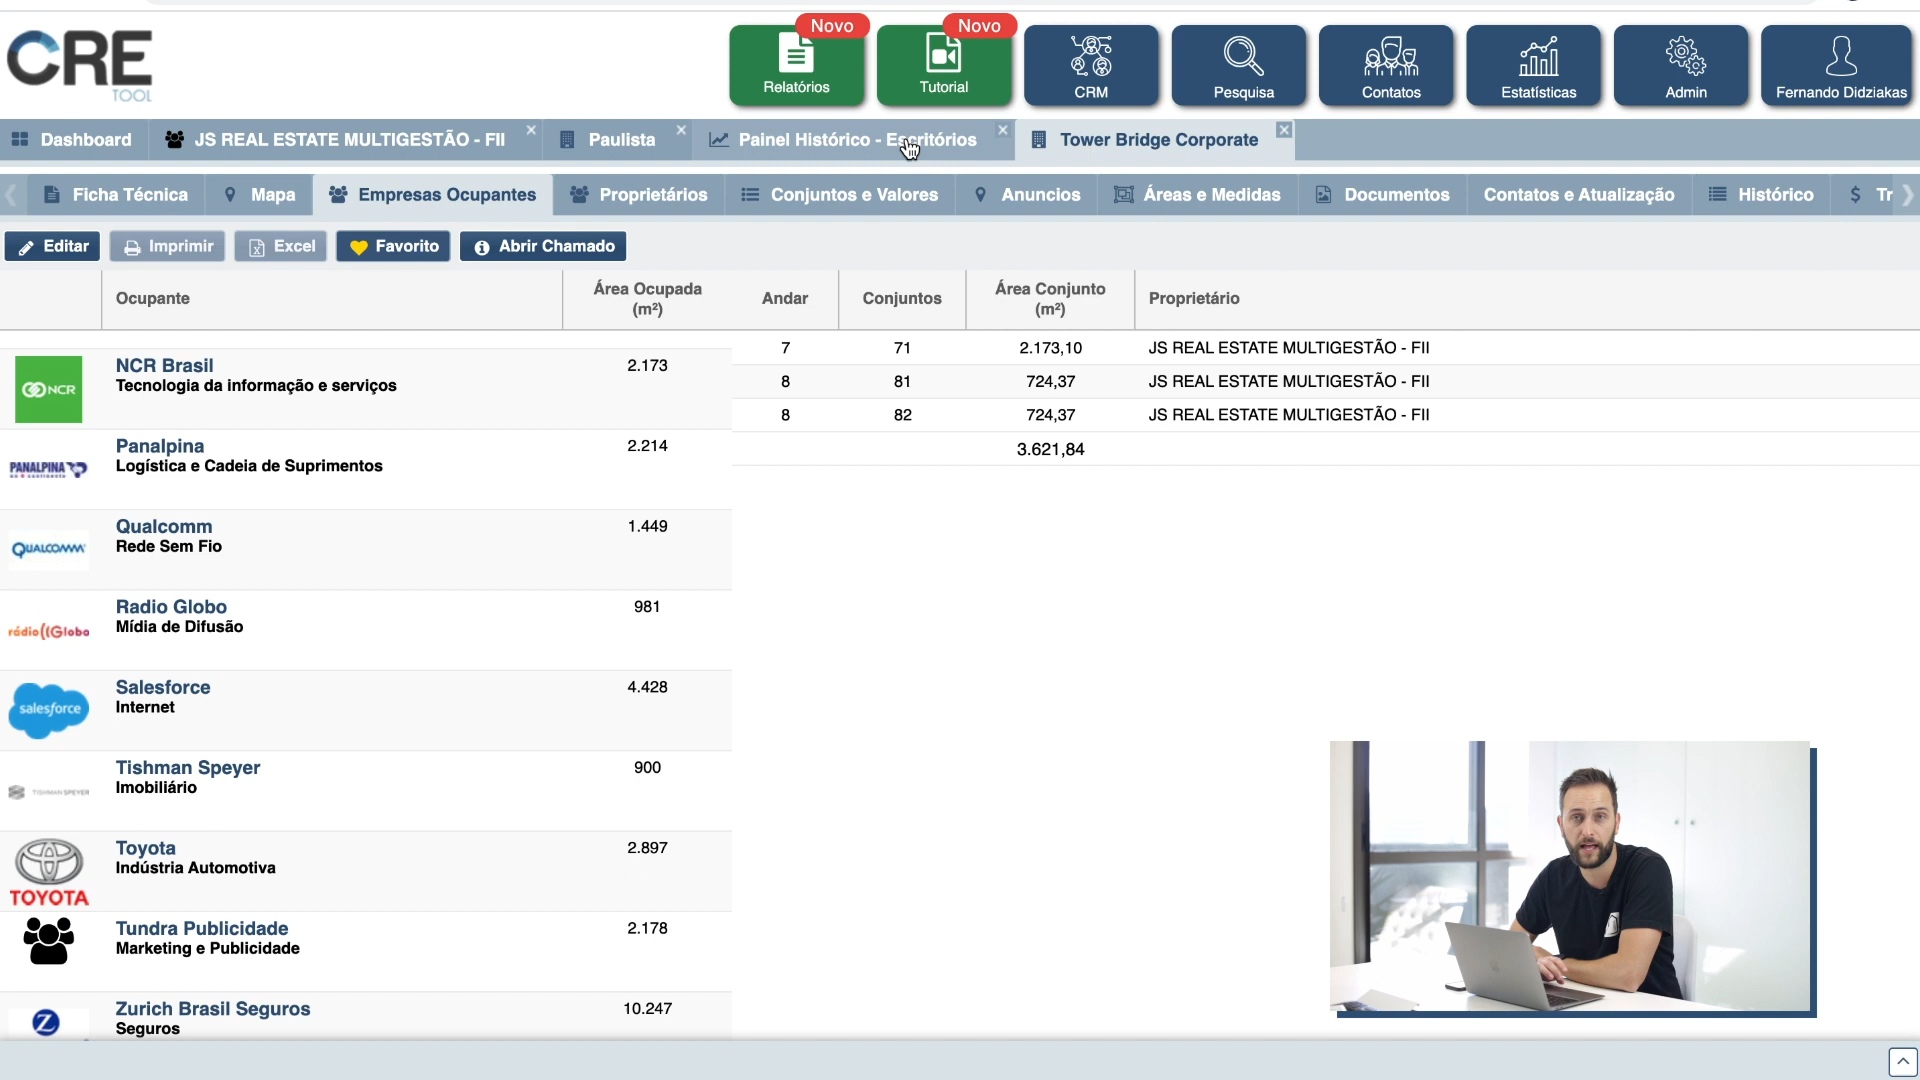 CRE
TOOL
Novo
Relatórios
Novo
Tutorial
CRM
Pesquisa
Contatos
Estatísticas
Admin
Fernando Didziakas
Dashboard
JS REAL ESTATE MULTIGESTÃO - FII
Paulista
Painel Histórico - Escritórios
Tower Bridge Corporate
Ficha Técnica
Mapa
Empresas Ocupantes
Proprietários
Conjuntos e Valores
Anuncios
Áreas e Medidas
Documentos
Contatos e Atualização
Histórico
$ Tr
Editar
Imprimir
Excel
Favorito
Abrir Chamado
Ocupante
Área Ocupada
(m²)
Andar
Conjuntos
Área Conjunto
(m²)
Proprietário
7 71 2.173,10 JS REAL ESTATE MULTIGESTÃO - FII
8 81 724,37 JS REAL ESTATE MULTIGESTÃO - FII
8 82 724,37 JS REAL ESTATE MULTIGESTÃO - FII
3.621,84
NCR
NCR Brasil 2.173
Tecnologia da informação e serviços
PANALPINA
Panalpina 2.214
Logística e Cadeia de Suprimentos
QUALCOMM
Qualcomm 1.449
Rede Sem Fio
rádio Globo
Radio Globo 981
Mídia de Difusão
salesforce
Salesforce 4.428
Internet
TISHMAN SPEYER
Tishman Speyer 900
Imobiliário
TOYOTA
Toyota 2.897
Indústria Automotiva
Tundra Publicidade 2.178
Marketing e Publicidade
Z
Zurich Brasil Seguros 10.247
Seguros